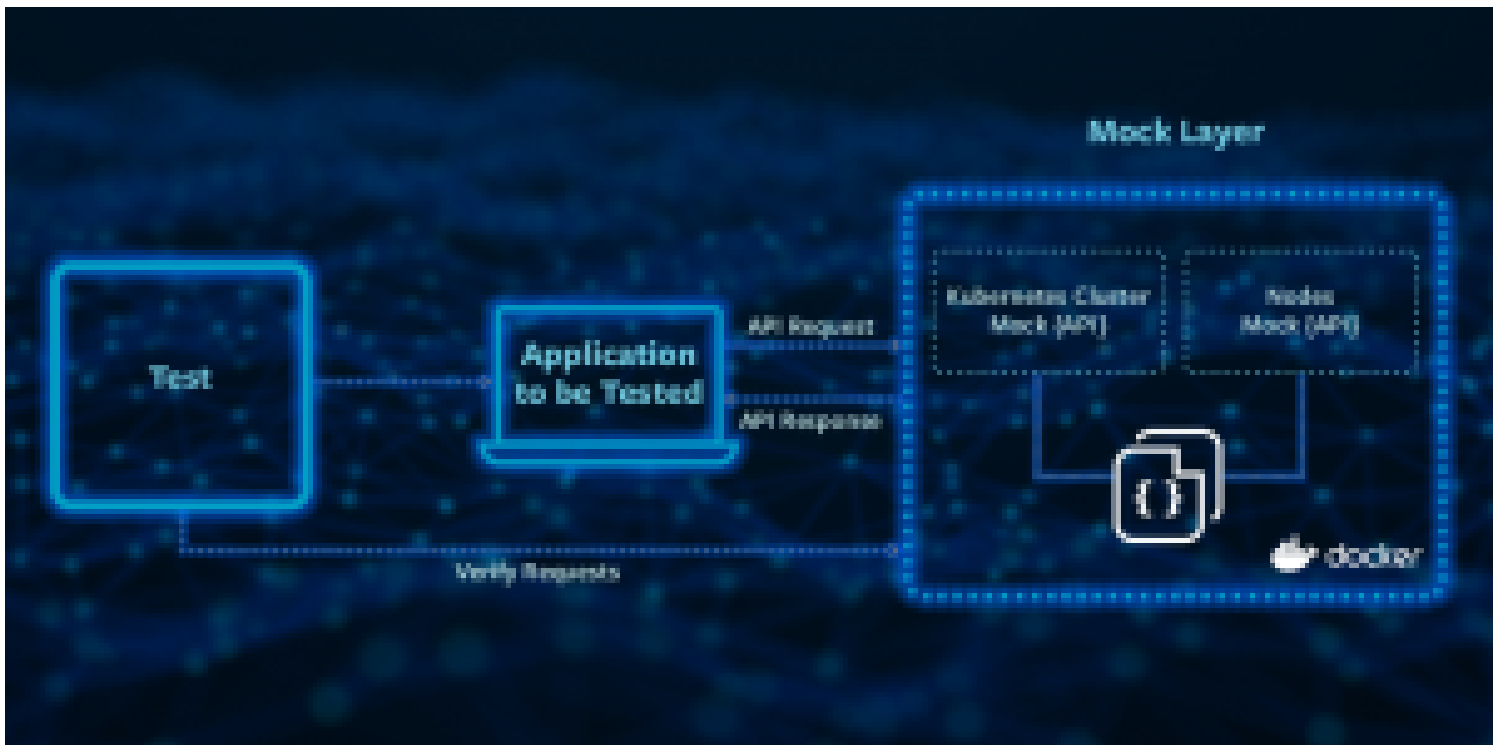 Mock Layer
Kubernetes Cluster
Mock (API)
Nodes
Mock (API)
API Request
Application
to be Tested
Test
API Response
{ }
docker
Verify Requests